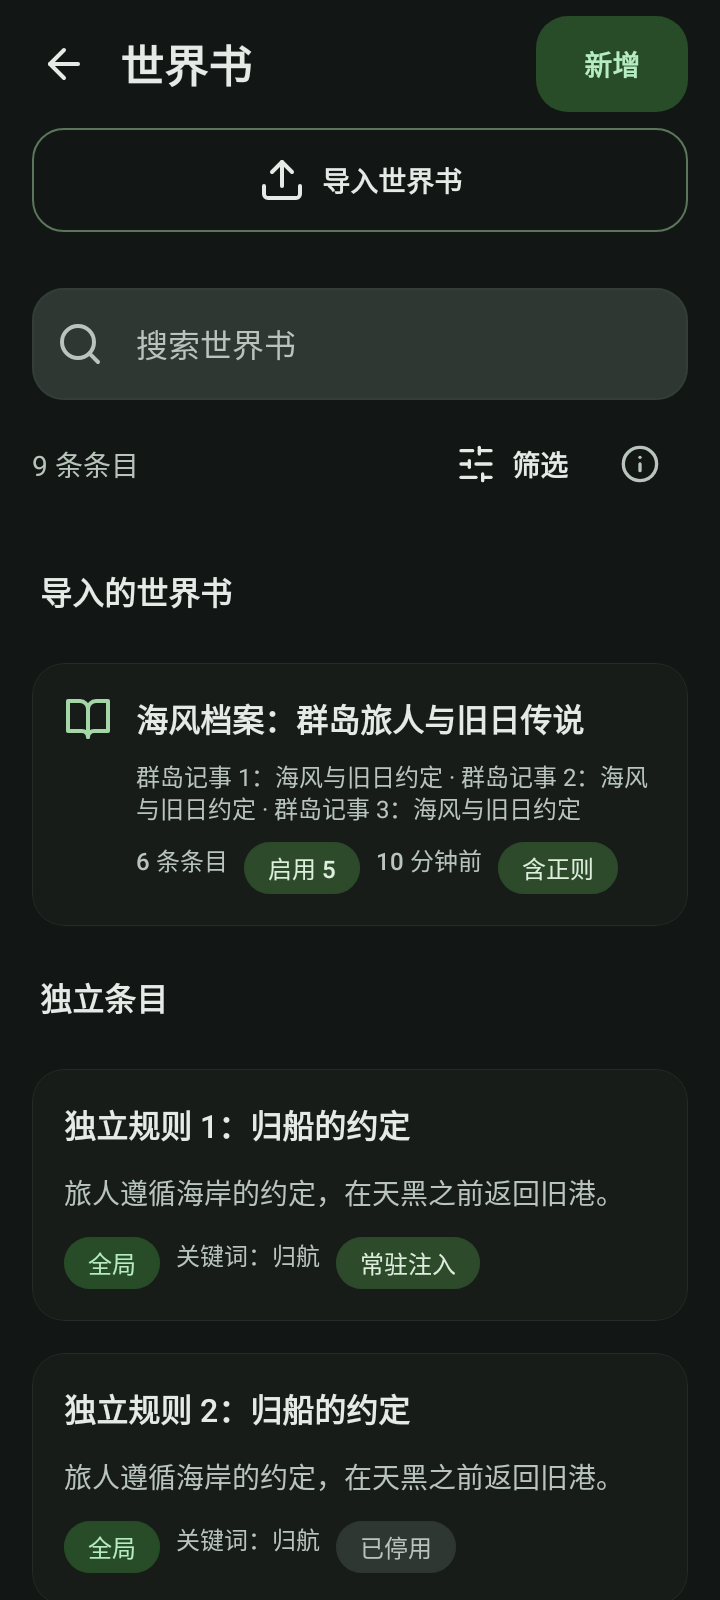 世界书
新增
导入世界书
搜索世界书
9 条条目
筛选
导入的世界书
海风档案：群岛旅人与旧日传说
群岛记事 1：海风与旧日约定 · 群岛记事 2：海风
与旧日约定 · 群岛记事 3：海风与旧日约定
6 条条目 启用 5 10 分钟前 含正则
独立条目
独立规则 1：归船的约定
旅人遵循海岸的约定，在天黑之前返回旧港。
全局 关键词：归航 常驻注入
独立规则 2：归船的约定
旅人遵循海岸的约定，在天黑之前返回旧港。
全局 关键词：归航 已停用